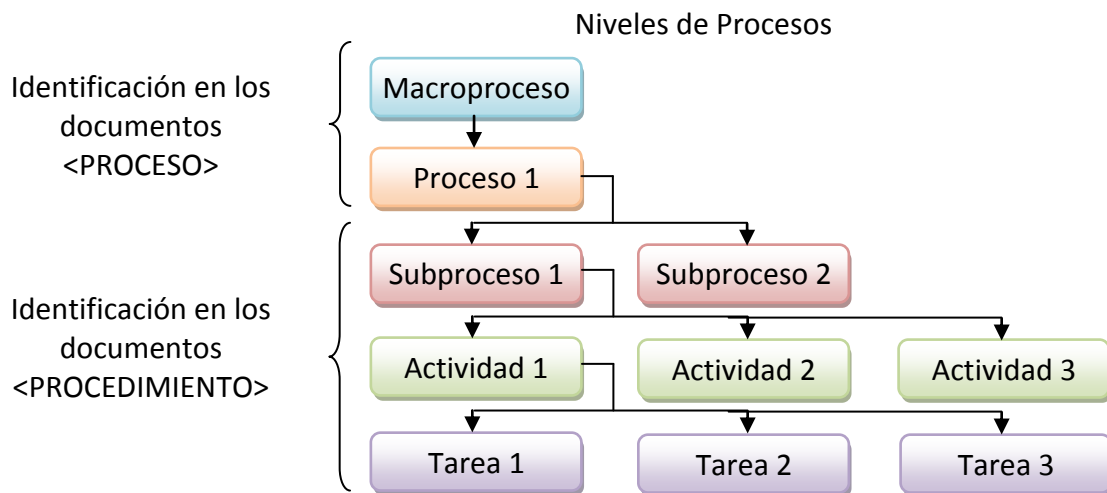 Niveles de Procesos
Identificación en los
documentos
<PROCESO>
Macroproceso
Proceso 1
Identificación en los
documentos
<PROCEDIMIENTO>
Subproceso 1
Subproceso 2
Actividad 1
Actividad 2
Actividad 3
Tarea 1
Tarea 2
Tarea 3